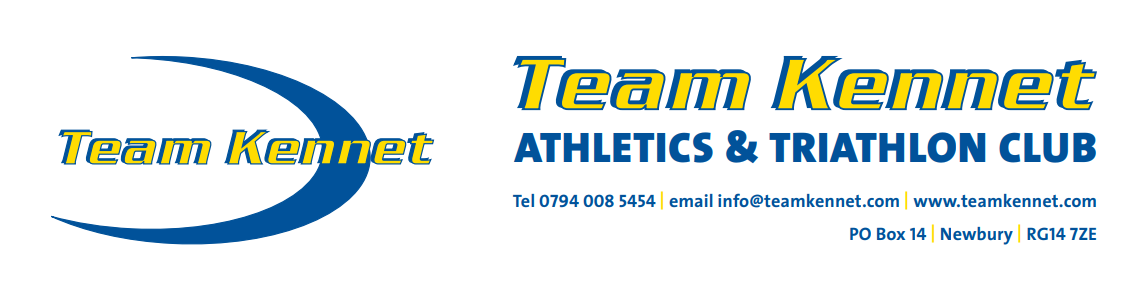 Team Kennet
Team Kennet
ATHLETICS & TRIATHLON CLUB
Tel 0794 008 5454 | email info@teamkennet.com | www.teamkennet.com
PO Box 14 | Newbury | RG14 7ZE